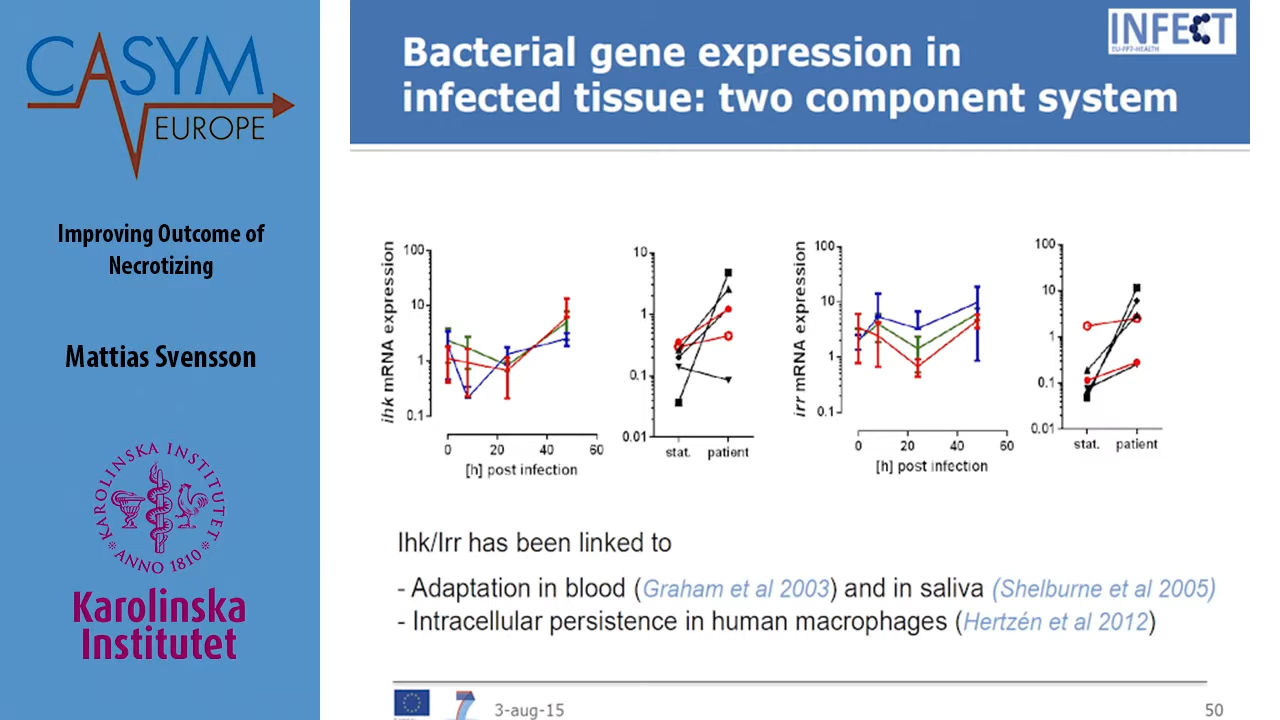 CASYM
EUROPE
Improving Outcome of
Necrotizing
Mattias Svensson
KAROLINSKA INSTITUTET
ANNO 1810
Karolinska
Institutet
INFECT
EU-FP7-HEALTH
Bacterial gene expression in
infected tissue: two component system
ihk mRNA expression
100
10
1
0.1
0 20 40 60
[h] post infection
10
1
0.1
0.01
stat. patient
irr mRNA expression
100
10
1
0.1
0 20 40 60
[h] post infection
100
10
1
0.1
0.01
stat. patient
Ihk/Irr has been linked to
- Adaptation in blood (Graham et al 2003) and in saliva (Shelburne et al 2005)
- Intracellular persistence in human macrophages (Hertzén et al 2012)
3-aug-15
50